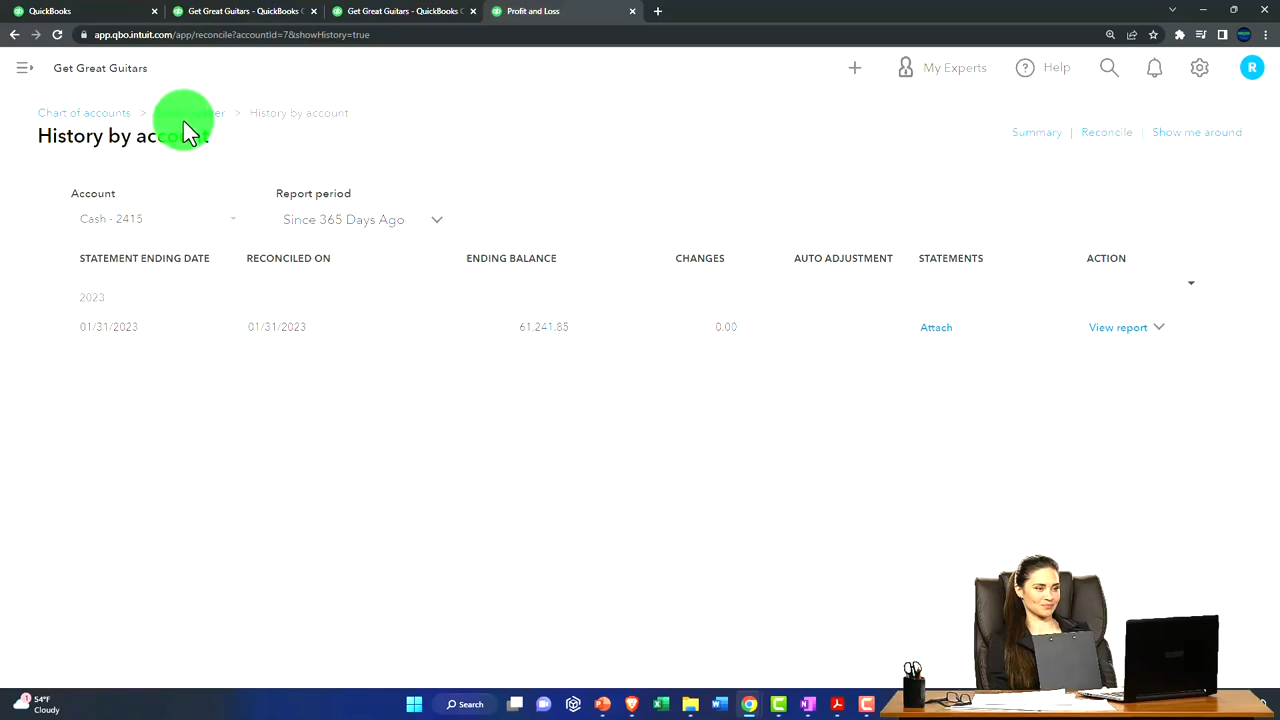 QuickBooks
Get Great Guitars - QuickBooks C
Get Great Guitars - QuickBooks C
Profit and Loss
app.qbo.intuit.com/app/reconcile?accountId=7&showHistory=true
Get Great Guitars
My Experts
Help
R
Chart of accounts > > History by account
History by account
Summary | Reconcile | Show me around
Account
Report period
Cash - 2415
Since 365 Days Ago
STATEMENT ENDING DATE RECONCILED ON ENDING BALANCE CHANGES AUTO ADJUSTMENT STATEMENTS ACTION
2023
01/31/2023 01/31/2023 61,241.85 0.00 Attach View report
1
54°F
Cloudy
Search